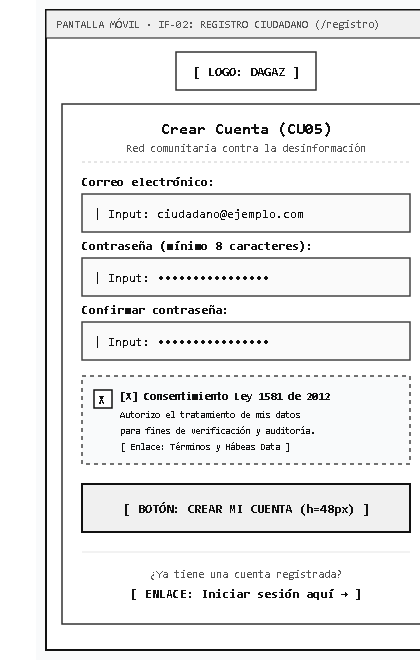 PANTALLA MÓVIL · IF-02: REGISTRO CIUDADANO (/registro)
[ LOGO: DAGAZ ]
Crear Cuenta (CU05)
Red comunitaria contra la desinformación
Correo electrónico:
| Input: ciudadano@ejemplo.com
Contraseña (mínimo 8 caracteres):
| Input: ••••••••••••••••
Confirmar contraseña:
| Input: ••••••••••••••••
X [X] Consentimiento Ley 1581 de 2012
Autorizo el tratamiento de mis datos
para fines de verificación y auditoría.
[ Enlace: Términos y Hábeas Data ]
[ BOTÓN: CREAR MI CUENTA (h=48px) ]
¿Ya tiene una cuenta registrada?
[ ENLACE: Iniciar sesión aquí → ]